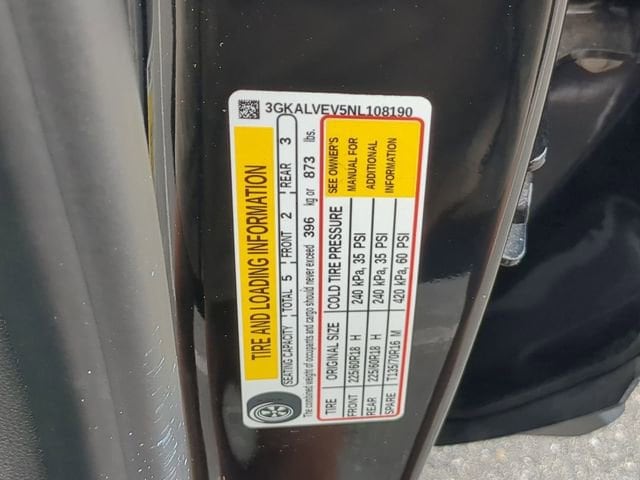 3GKALVEV5NL108190
TIRE AND LOADING INFORMATION
SEATING CAPACITY TOTAL 5 FRONT 2 REAR 3
The combined weight of occupants and cargo should never exceed 396 kg or 873 lbs.
TIRE ORIGINAL SIZE COLD TIRE PRESSURE SEE OWNER'S
FRONT 225/60R18 H 240 kPa, 35 PSI MANUAL FOR
REAR 225/60R18 H 240 kPa, 35 PSI ADDITIONAL
SPARE T135/70R16 M 420 kPa, 60 PSI INFORMATION